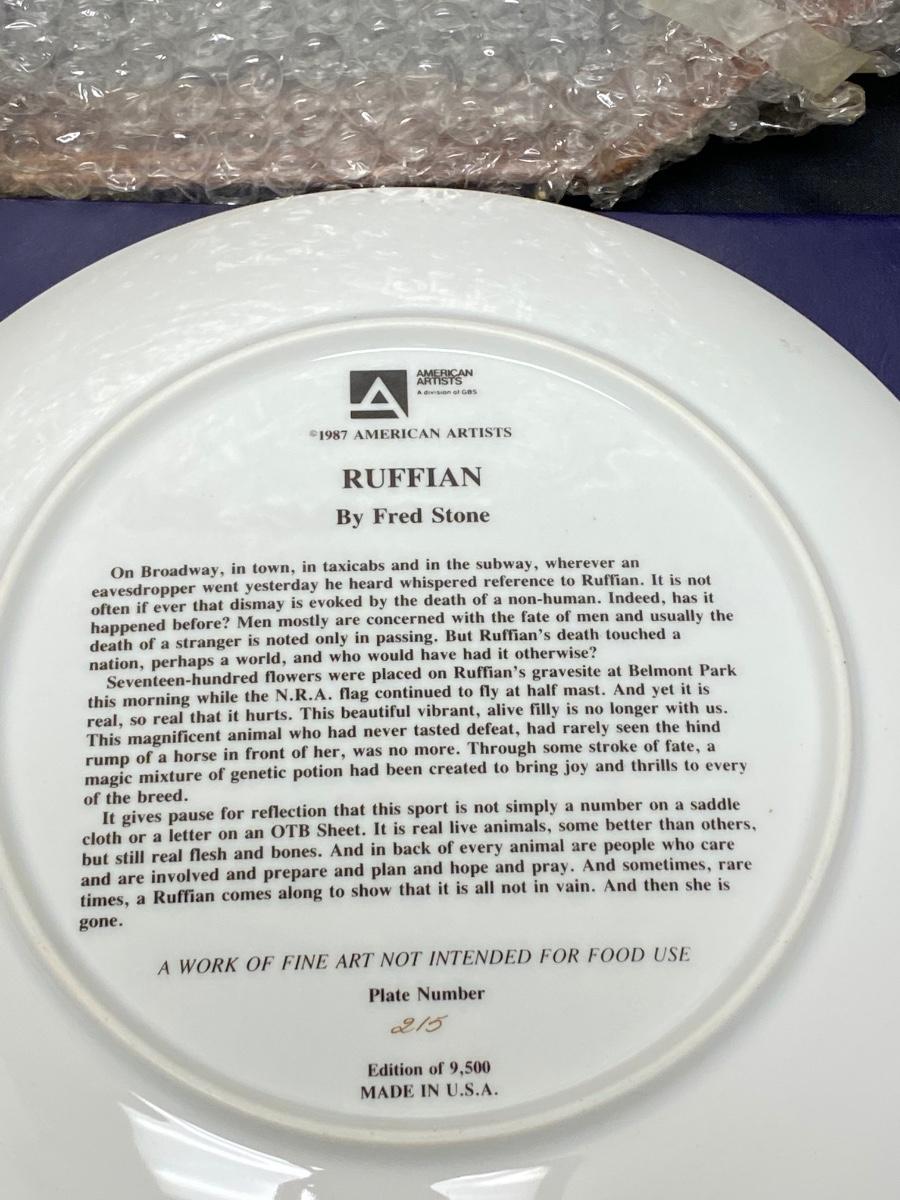 AMERICAN
ARTISTS
A division of GBS
©1987 AMERICAN ARTISTS
RUFFIAN
By Fred Stone
On Broadway, in town, in taxicabs and in the subway, wherever an
eavesdropper went yesterday he heard whispered reference to Ruffian. It is not
often if ever that dismay is evoked by the death of a non-human. Indeed, has it
happened before? Men mostly are concerned with the fate of men and usually the
death of a stranger is noted only in passing. But Ruffian's death touched a
nation, perhaps a world, and who would have had it otherwise?
Seventeen-hundred flowers were placed on Ruffian's gravesite at Belmont Park
this morning while the N.R.A. flag continued to fly at half mast. And yet it is
real, so real that it hurts. This beautiful vibrant, alive filly is no longer with us.
This magnificent animal who had never tasted defeat, had rarely seen the hind
rump of a horse in front of her, was no more. Through some stroke of fate, a
magic mixture of genetic potion had been created to bring joy and thrills to every
of the breed.
It gives pause for reflection that this sport is not simply a number on a saddle
cloth or a letter on an OTB Sheet. It is real live animals, some better than others,
but still real flesh and bones. And in back of every animal are people who care
and are involved and prepare and plan and hope and pray. And sometimes, rare
times, a Ruffian comes along to show that it is all not in vain. And then she is
gone.
A WORK OF FINE ART NOT INTENDED FOR FOOD USE
Plate Number
215
Edition of 9,500
MADE IN U.S.A.